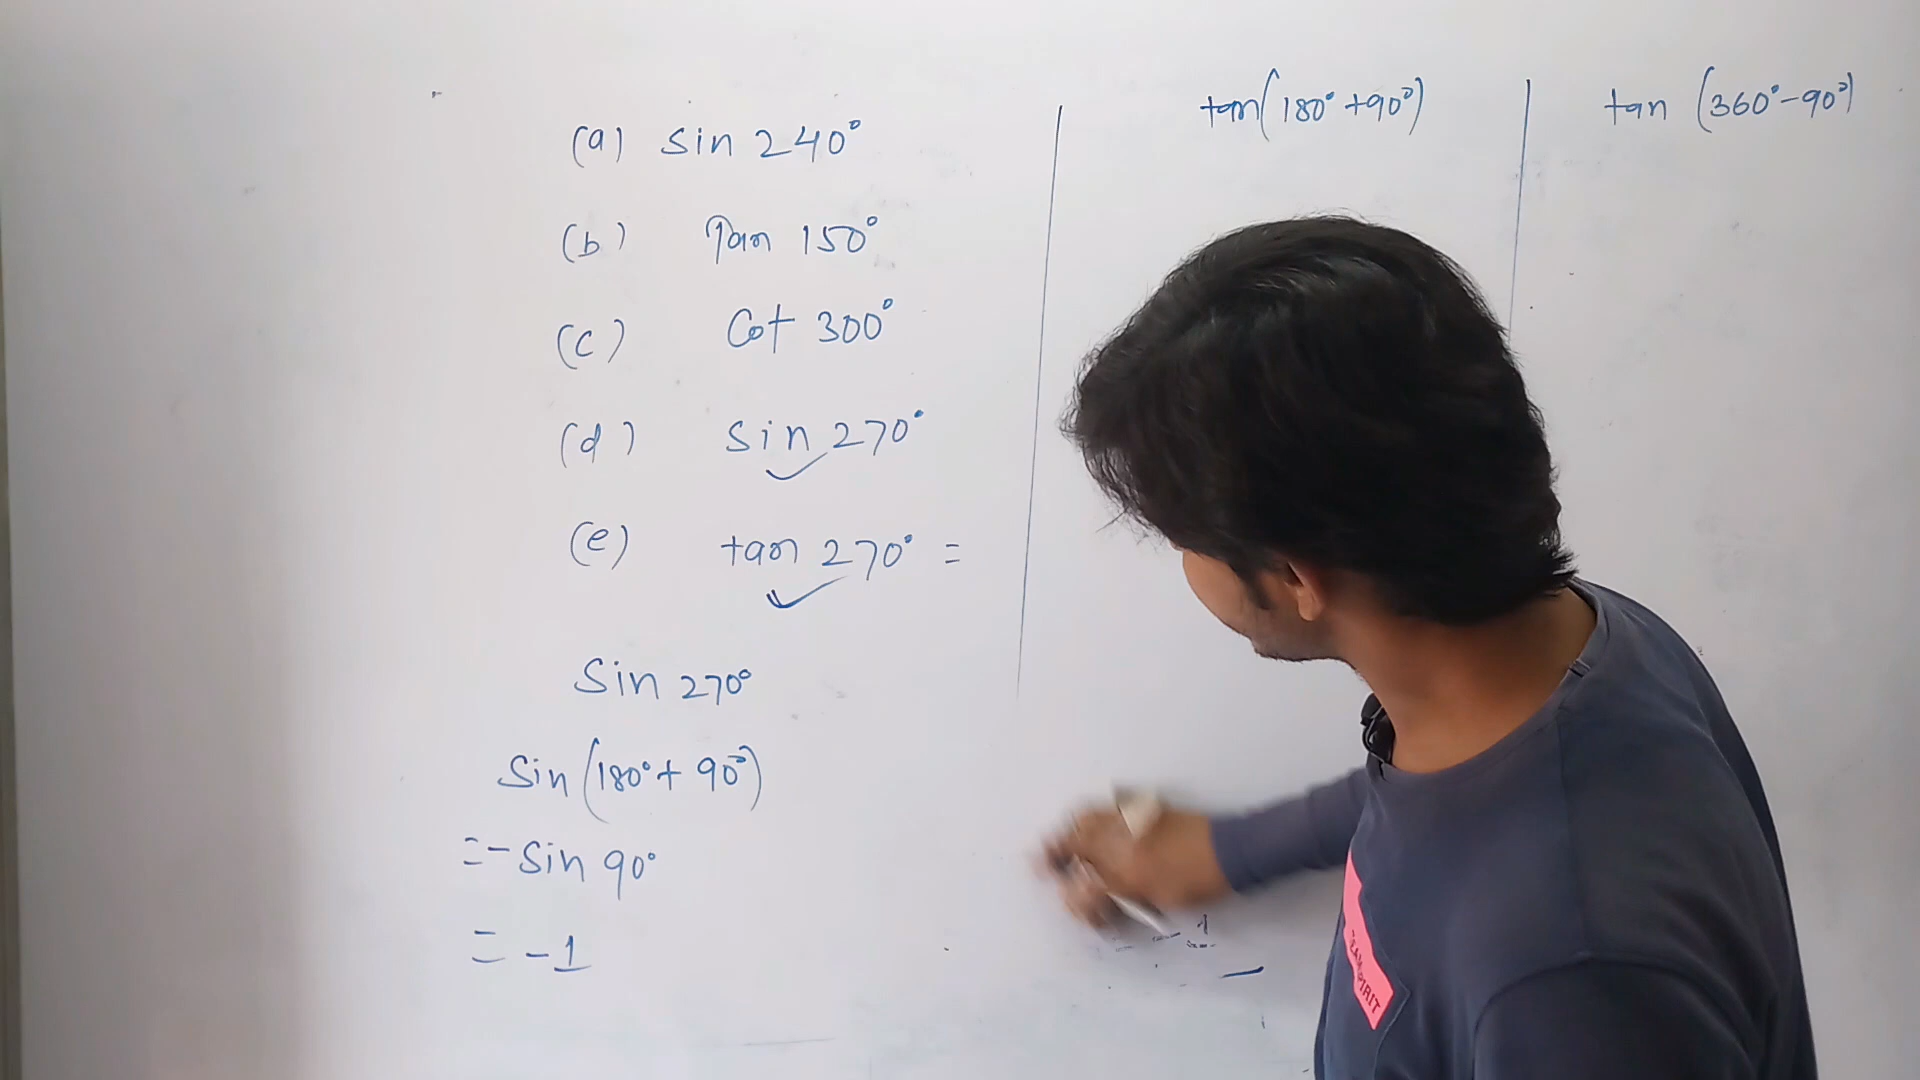 (a) sin 240°
(b) Tan 150°
(c) Cot 300°
(d) sin 270°
(e) tan 270° =
Sin 270°
Sin (180° + 90°)
= - Sin 90°
= - 1
tan (180° + 90°)
tan (360° - 90°)
1